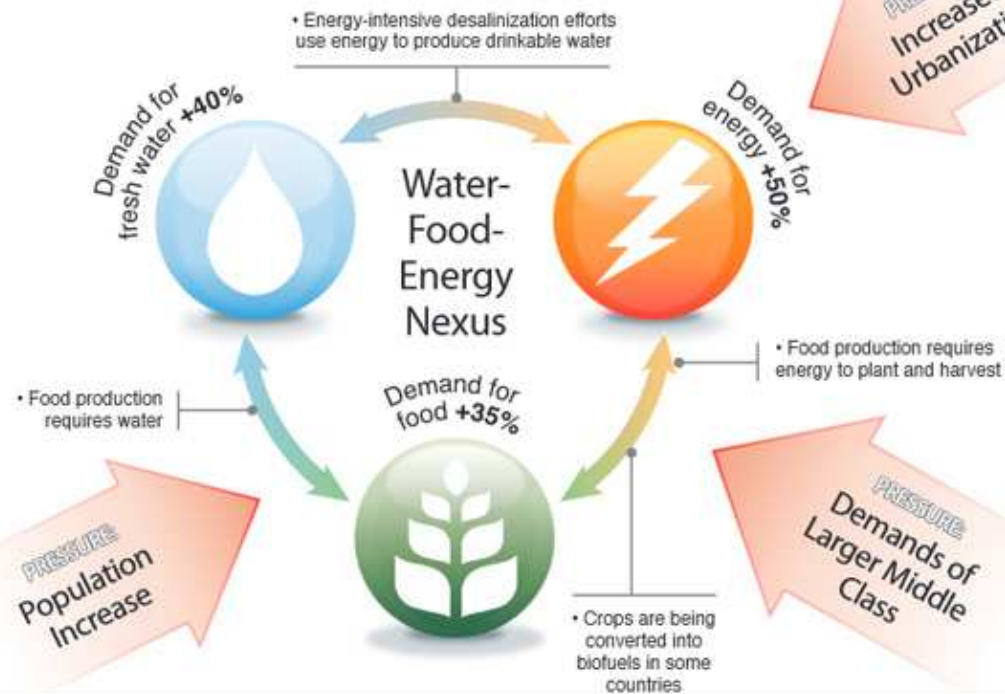 • Energy-intensive desalinization efforts
use energy to produce drinkable water
PRESSURE:
Increase
Demand for
fresh water +40%
Demand for
energy +50%
Water-
Food-
Energy
Nexus
• Food production requires
energy to plant and harvest
• Food production
requires water
Demand for
food +35%
PRESSURE:
Population
Increase
PRESSURE:
Demands of
Larger Middle
Class
• Crops are being
converted into
biofuels in some
countries